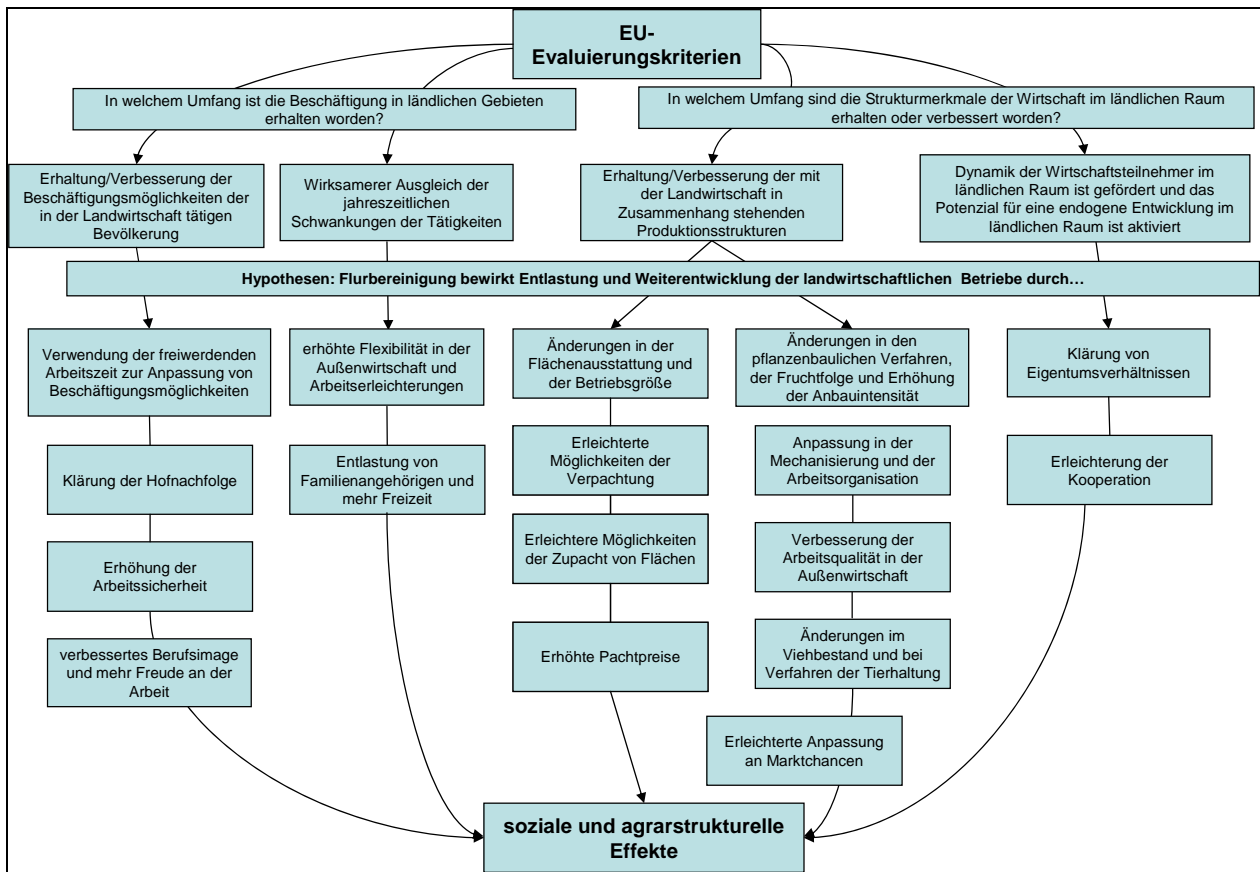 EU-
Evaluierungskriterien
In welchem Umfang ist die Beschäftigung in ländlichen Gebieten
erhalten worden?
In welchem Umfang sind die Strukturmerkmale der Wirtschaft im ländlichen Raum
erhalten oder verbessert worden?
Erhaltung/Verbesserung der
Beschäftigungsmöglichkeiten der
in der Landwirtschaft tätigen
Bevölkerung
Wirksamerer Ausgleich der
jahreszeitlichen
Schwankungen der Tätigkeiten
Erhaltung/Verbesserung der mit
der Landwirtschaft in
Zusammenhang stehenden
Produktionsstrukturen
Dynamik der Wirtschaftsteilnehmer im
ländlichen Raum ist gefördert und das
Potenzial für eine endogene Entwicklung im
ländlichen Raum ist aktiviert
Hypothesen: Flurbereinigung bewirkt Entlastung und Weiterentwicklung der landwirtschaftlichen Betriebe durch…
Verwendung der freiwerdenden
Arbeitszeit zur Anpassung von
Beschäftigungsmöglichkeiten
erhöhte Flexibilität in der
Außenwirtschaft und
Arbeitserleichterungen
Änderungen in der
Flächenausstattung und
der Betriebsgröße
Änderungen in den
pflanzenbaulichen Verfahren,
der Fruchtfolge und Erhöhung
der Anbauintensität
Klärung von
Eigentumsverhältnissen
Klärung der Hofnachfolge
Entlastung von
Familienangehörigen und
mehr Freizeit
Erleichterte
Möglichkeiten der
Verpachtung
Anpassung in der
Mechanisierung und der
Arbeitsorganisation
Erleichterung der
Kooperation
Erhöhung der
Arbeitssicherheit
Erleichtere Möglichkeiten
der Zupacht von Flächen
Verbesserung der
Arbeitsqualität in der
Außenwirtschaft
verbessertes Berufsimage
und mehr Freude an der
Arbeit
Erhöhte Pachtpreise
Änderungen im
Viehbestand und bei
Verfahren der Tierhaltung
Erleichterte Anpassung
an Marktchancen
soziale und agrarstrukturelle
Effekte